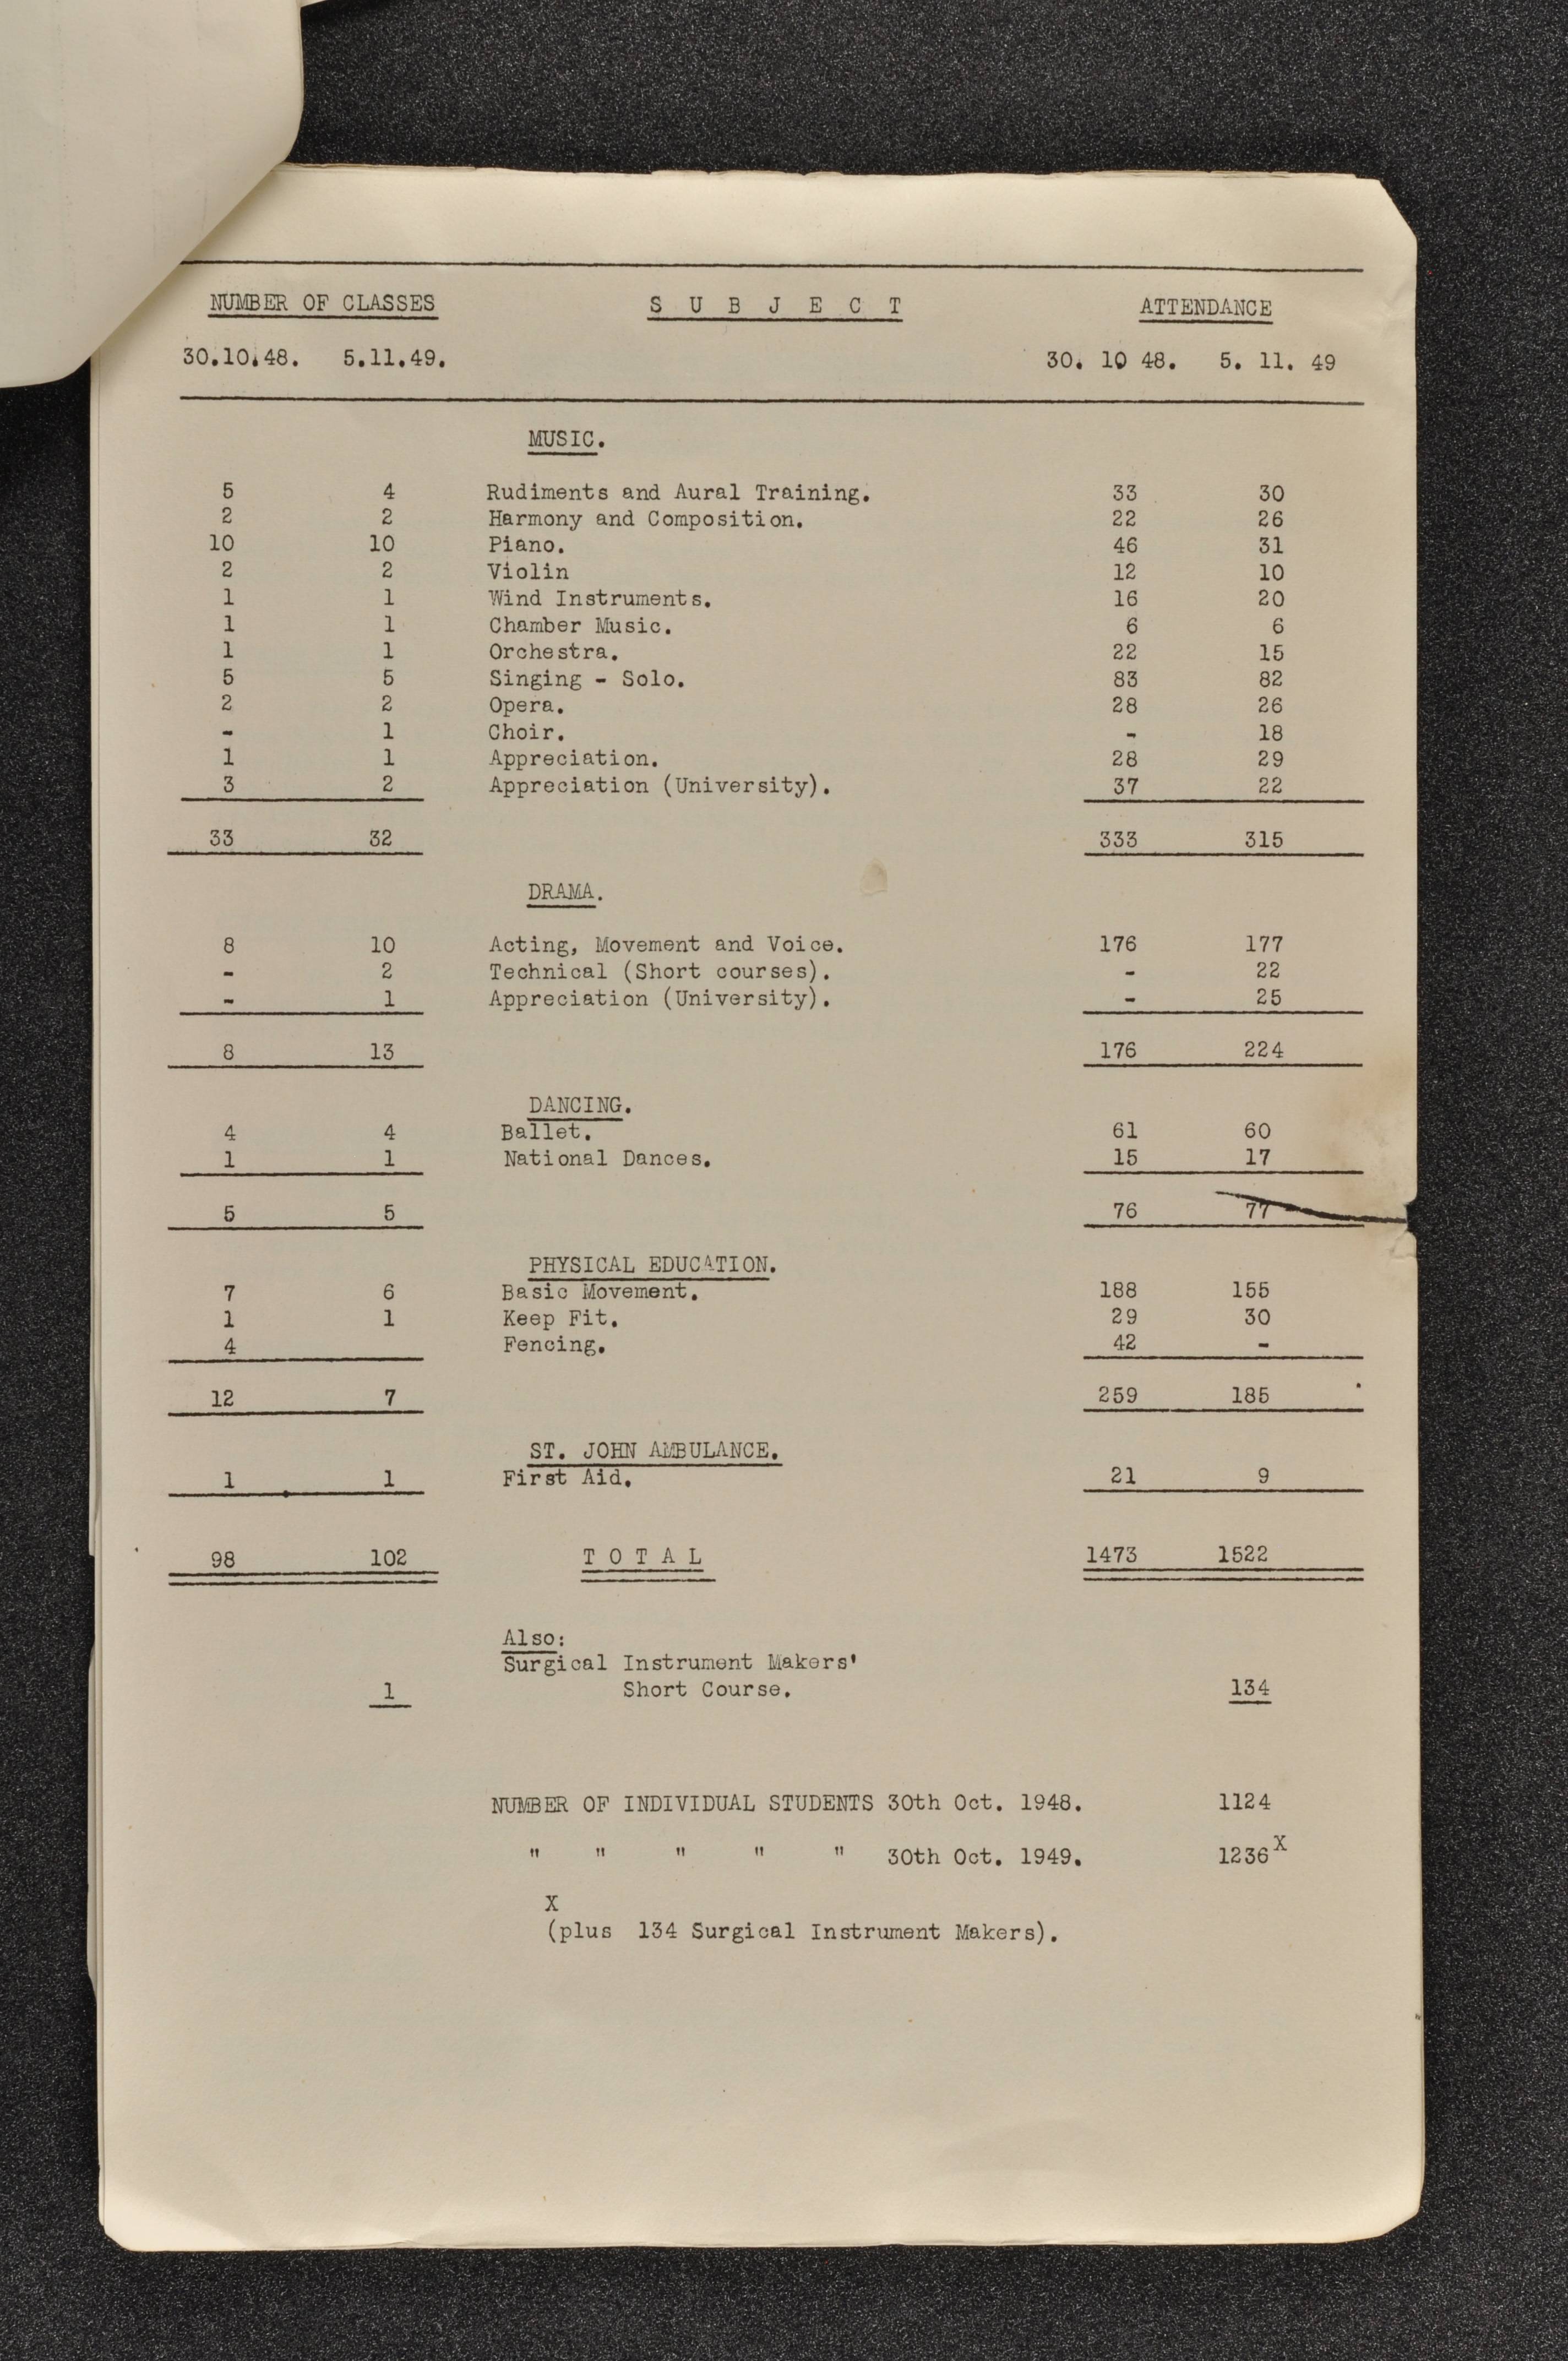 NUMBER OF CLASSES S U B J E C T ATTENDANCE
30.10.48. 5.11.49. 30. 10 48. 5. 11. 49
MUSIC.
5 4 Rudiments and Aural Training. 33 30
2 2 Harmony and Composition. 22 26
10 10 Piano. 46 31
2 2 Violin 12 10
1 1 Wind Instruments. 16 20
1 1 Chamber Music. 6 6
1 1 Orchestra. 22 15
5 5 Singing - Solo. 83 82
2 2 Opera. 28 26
- 1 Choir. - 18
1 1 Appreciation. 28 29
3 2 Appreciation (University). 37 22
33 32 333 315
DRAMA.
8 10 Acting, Movement and Voice. 176 177
- 2 Technical (Short courses). - 22
- 1 Appreciation (University). - 25
8 13 176 224
DANCING.
4 4 Ballet. 61 60
1 1 National Dances. 15 17
5 5 76 77
PHYSICAL EDUCATION.
7 6 Basic Movement. 188 155
1 1 Keep Fit. 29 30
4 Fencing. 42 -
12 7 259 185
ST. JOHN AMBULANCE.
1 1 First Aid. 21 9
98 102 T O T A L 1473 1522
Also:
Surgical Instrument Makers'
1 Short Course. 134
NUMBER OF INDIVIDUAL STUDENTS 30th Oct. 1948. 1124
" " " " " 30th Oct. 1949. 1236 X
X
(plus 134 Surgical Instrument Makers).